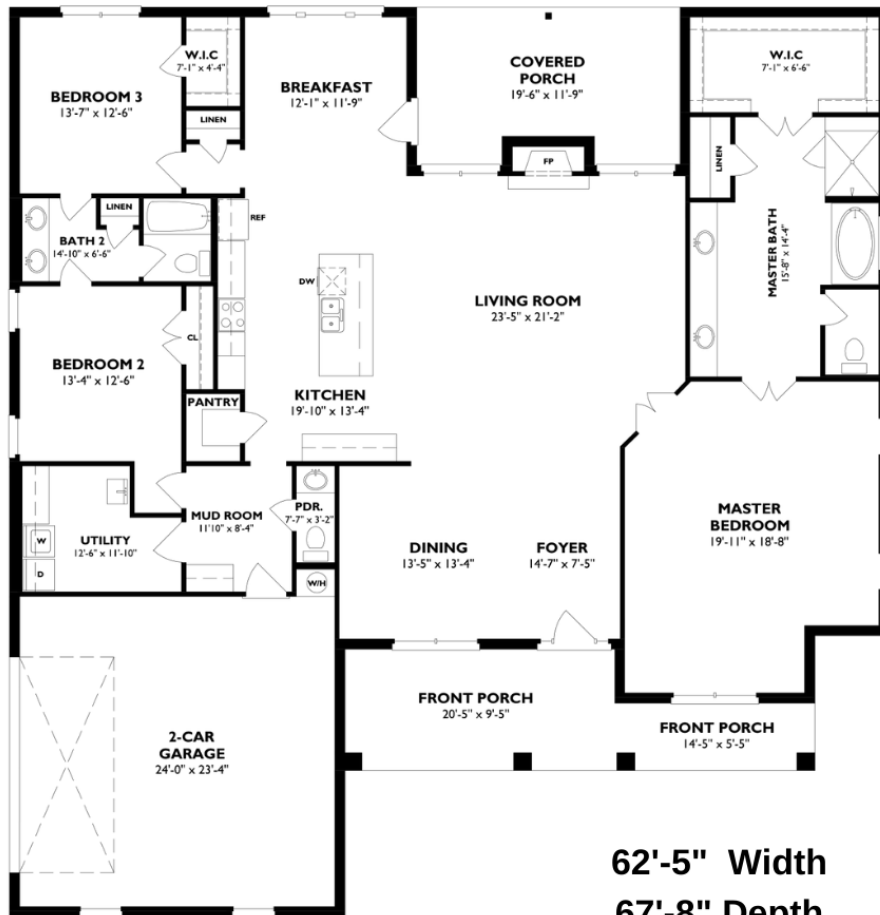 W.I.C
7'-1" x 4'-4"
BEDROOM 3
13'-7" x 12'-6"
BREAKFAST
12'-1" x 11'-9"
COVERED
PORCH
19'-6" x 11'-9"
W.I.C
7'-1" x 6'-6"
LINEN
LINEN
FP
LINEN
REF
BATH 2
14'-10" x 6'-6"
MASTER BATH
15'-8" x 14'-4"
DW
LIVING ROOM
23'-5" x 21'-2"
CL
BEDROOM 2
13'-4" x 12'-6"
KITCHEN
19'-10" x 13'-4"
PANTRY
MUD ROOM
11'10" x 8'-4"
PDR.
7'-7" x 3'-2"
MASTER
BEDROOM
19'-11" x 18'-8"
W
UTILITY
12'-6" x 11'-10"
D
DINING
13'-5" x 13'-4"
FOYER
14'-7" x 7'-5"
W/H
FRONT PORCH
20'-5" x 9'-5"
FRONT PORCH
14'-5" x 5'-5"
2-CAR
GARAGE
24'-0" x 23'-4"
62'-5" Width
67'-8" Depth